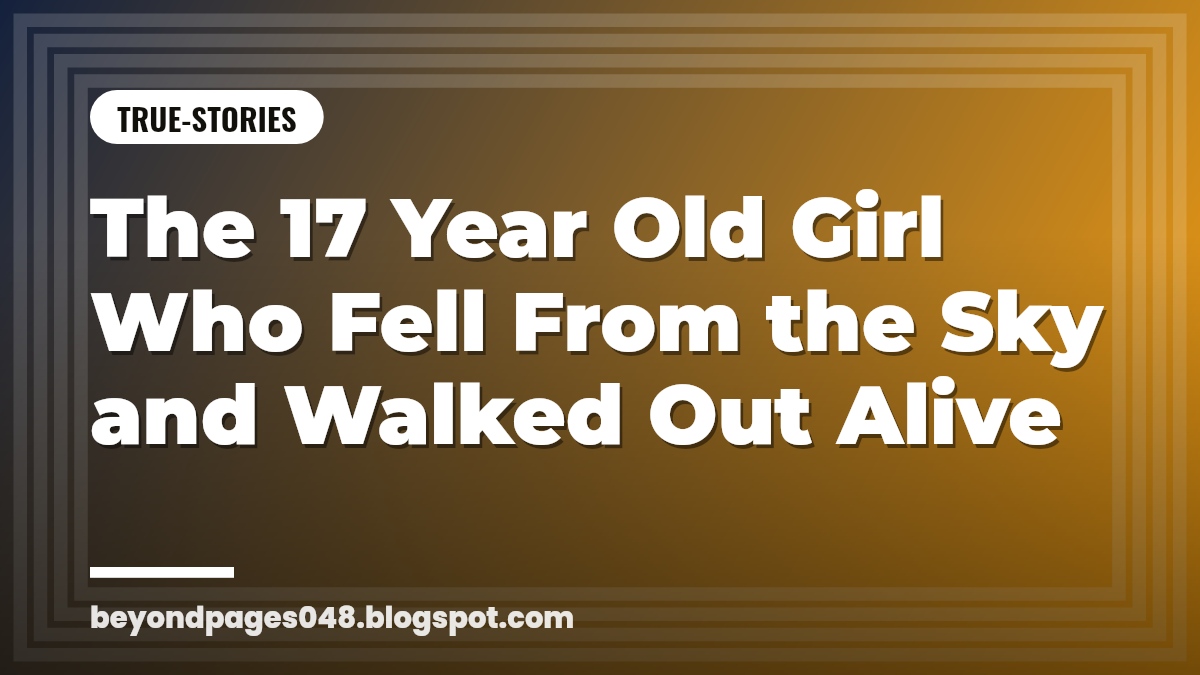 TRUE-STORIES
The 17 Year Old Girl
Who Fell From the Sky
and Walked Out Alive
beyondpages048.blogspot.com